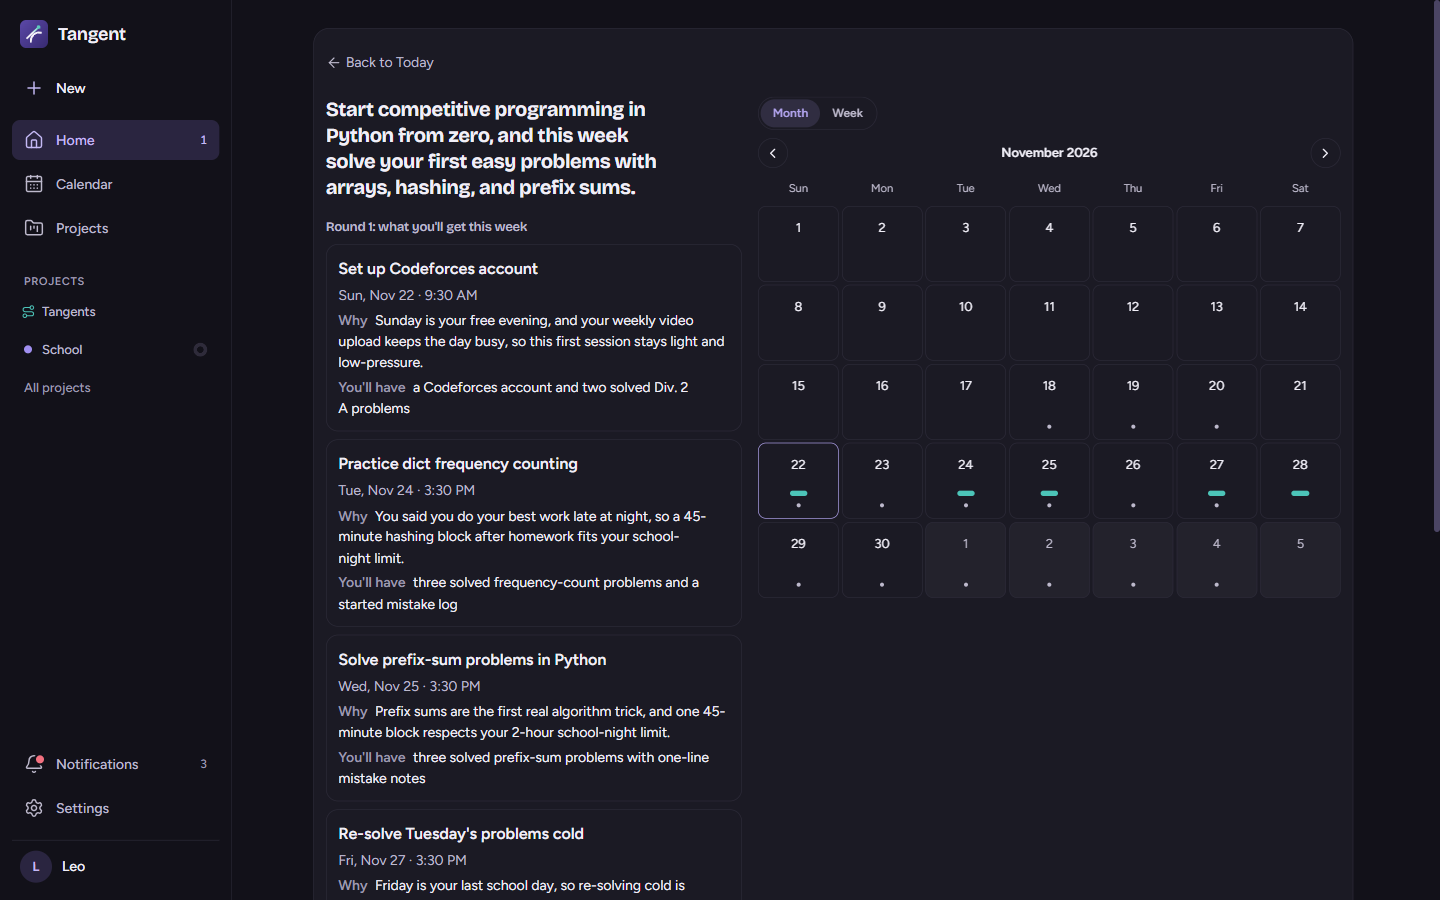 Tangent
New
Home 1
Calendar
Projects
PROJECTS
Tangents
School
All projects
Notifications 3
Settings
L Leo
← Back to Today
Start competitive programming in
Python from zero, and this week
solve your first easy problems with
arrays, hashing, and prefix sums.
Round 1: what you'll get this week
Set up Codeforces account
Sun, Nov 22 · 9:30 AM
Why Sunday is your free evening, and your weekly video
upload keeps the day busy, so this first session stays light and
low-pressure.
You'll have a Codeforces account and two solved Div. 2
A problems
Practice dict frequency counting
Tue, Nov 24 · 3:30 PM
Why You said you do your best work late at night, so a 45-
minute hashing block after homework fits your school-
night limit.
You'll have three solved frequency-count problems and a
started mistake log
Solve prefix-sum problems in Python
Wed, Nov 25 · 3:30 PM
Why Prefix sums are the first real algorithm trick, and one 45-
minute block respects your 2-hour school-night limit.
You'll have three solved prefix-sum problems with one-line
mistake notes
Re-solve Tuesday's problems cold
Fri, Nov 27 · 3:30 PM
Why Friday is your last school day, so re-solving cold is
Month Week
November 2026
Sun Mon Tue Wed Thu Fri Sat
1 2 3 4 5 6 7
8 9 10 11 12 13 14
15 16 17 18 19 20 21
22 23 24 25 26 27 28
29 30 1 2 3 4 5